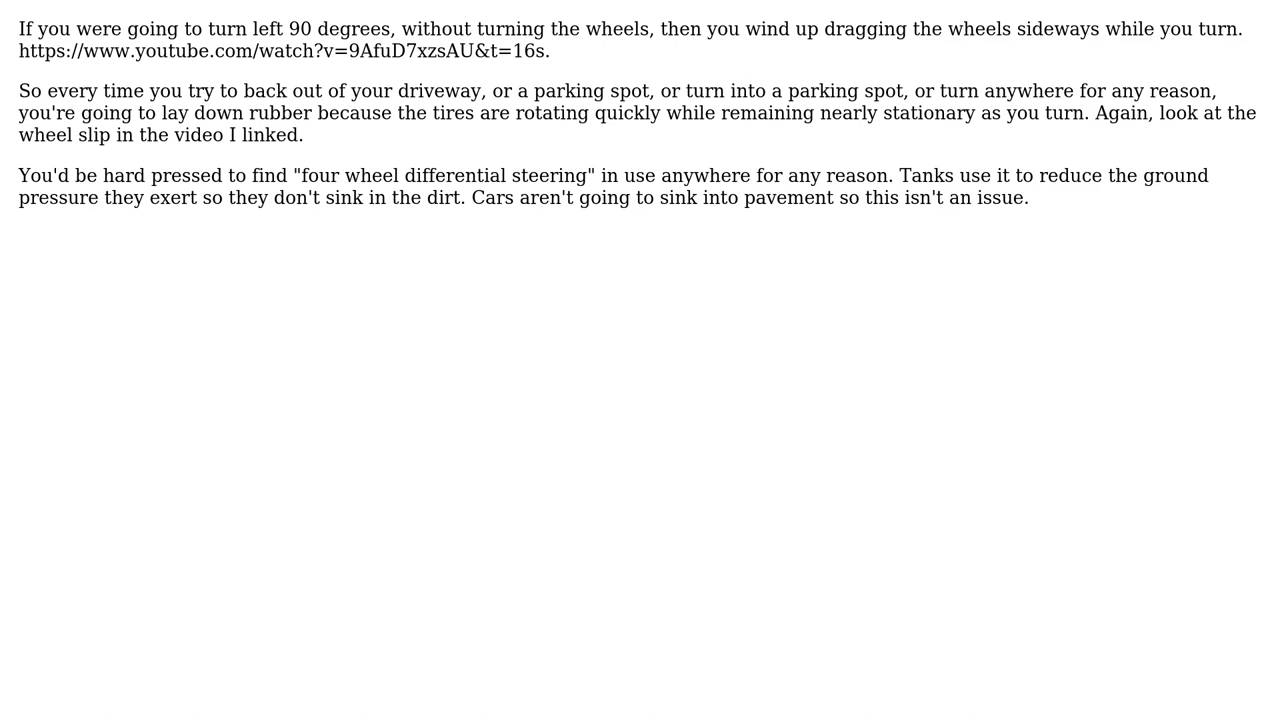 If you were going to turn left 90 degrees, without turning the wheels, then you wind up dragging the wheels sideways while you turn.
https://www.youtube.com/watch?v=9AfuD7xzsAU&t=16s.
So every time you try to back out of your driveway, or a parking spot, or turn into a parking spot, or turn anywhere for any reason,
you're going to lay down rubber because the tires are rotating quickly while remaining nearly stationary as you turn. Again, look at the
wheel slip in the video I linked.
You'd be hard pressed to find "four wheel differential steering" in use anywhere for any reason. Tanks use it to reduce the ground
pressure they exert so they don't sink in the dirt. Cars aren't going to sink into pavement so this isn't an issue.